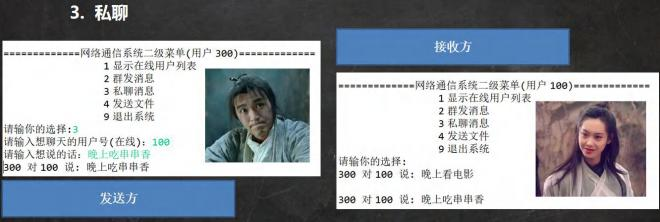 3. 私聊
=============网络通信系统二级菜单(用户 300)=============
1 显示在线用户列表
2 群发消息
3 私聊消息
4 发送文件
9 退出系统
请输你的选择:3
请输入想聊天的用户号(在线): 100
请输入想说的话: 晚上吃串串香
300 对 100 说: 晚上吃串串香
发送方
接收方
=============网络通信系统二级菜单(用户 100)=============
1 显示在线用户列表
2 群发消息
3 私聊消息
4 发送文件
9 退出系统
请输你的选择:
300 对 100 说: 晚上看电影
300 对 100 说: 晚上吃串串香